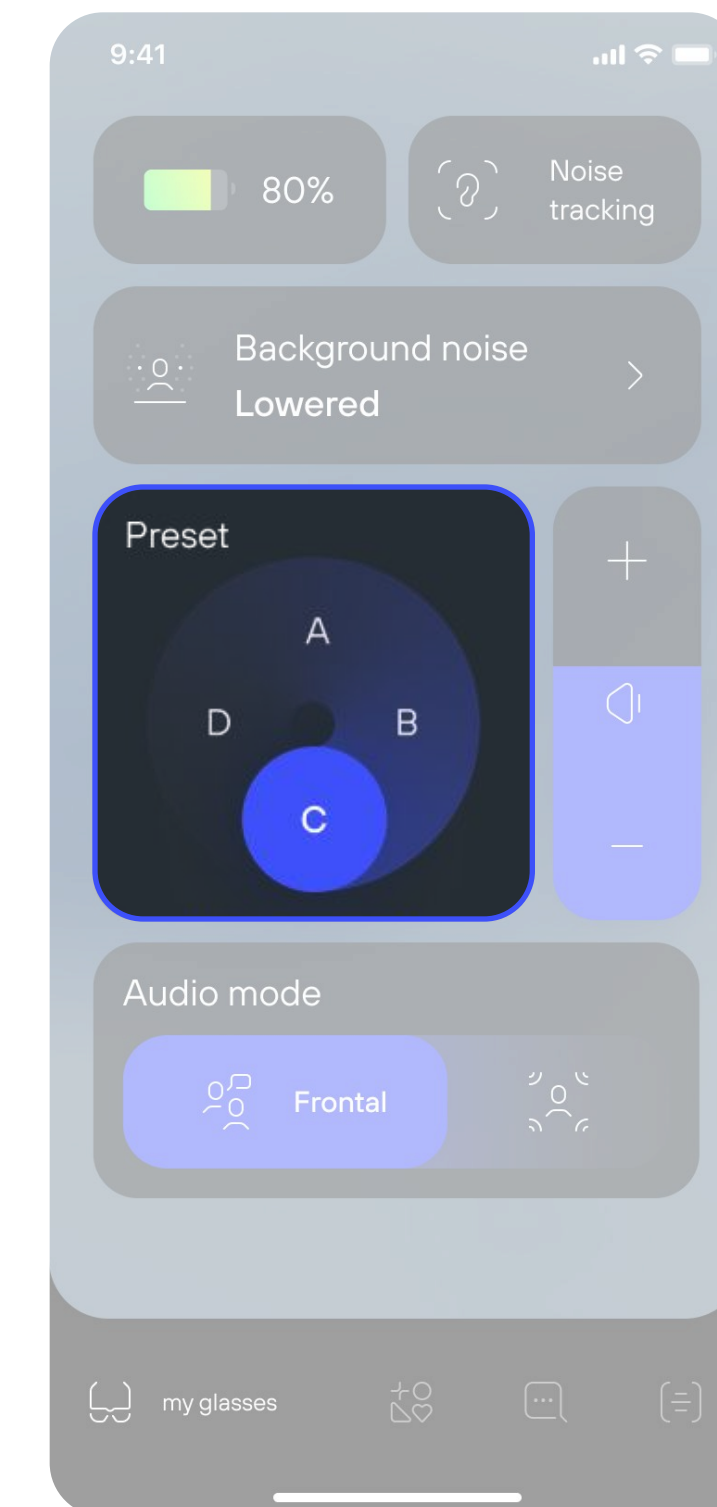 9:41
80%
Noise
tracking
Background noise
Lowered
Preset
A
D
B
C
Audio mode
Frontal
my glasses